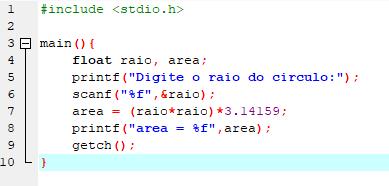 1 #include <stdio.h>
2
3 main(){
4 float raio, area;
5 printf("Digite o raio do circulo:");
6 scanf("%f",&raio);
7 area = (raio*raio)*3.14159;
8 printf("area = %f",area);
9 getch();
10 }